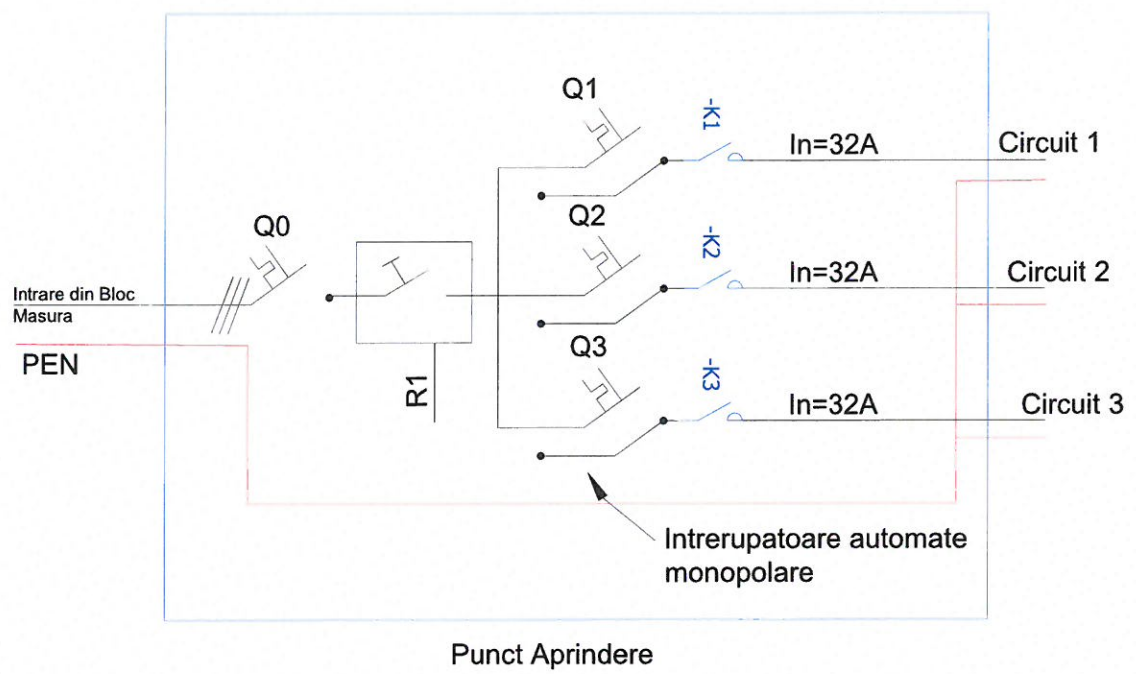 Q1
-K1
In=32A
Circuit 1
Q2
-K2
In=32A
Circuit 2
Q0
Intrare din Bloc
Masura
PEN
R1
Q3
-K3
In=32A
Circuit 3
Intrerupatoare automate
monopolare
Punct Aprindere